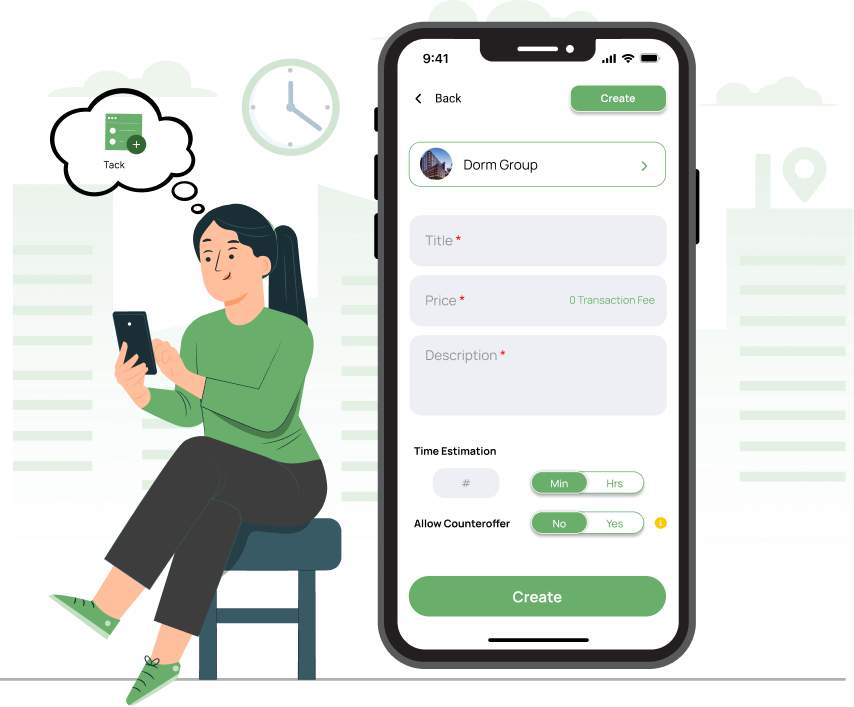 Tack
9:41
Back
Create
Dorm Group
Title *
Price * 0 Transaction Fee
Description *
Time Estimation
# Min Hrs
Allow Counteroffer No Yes i
Create